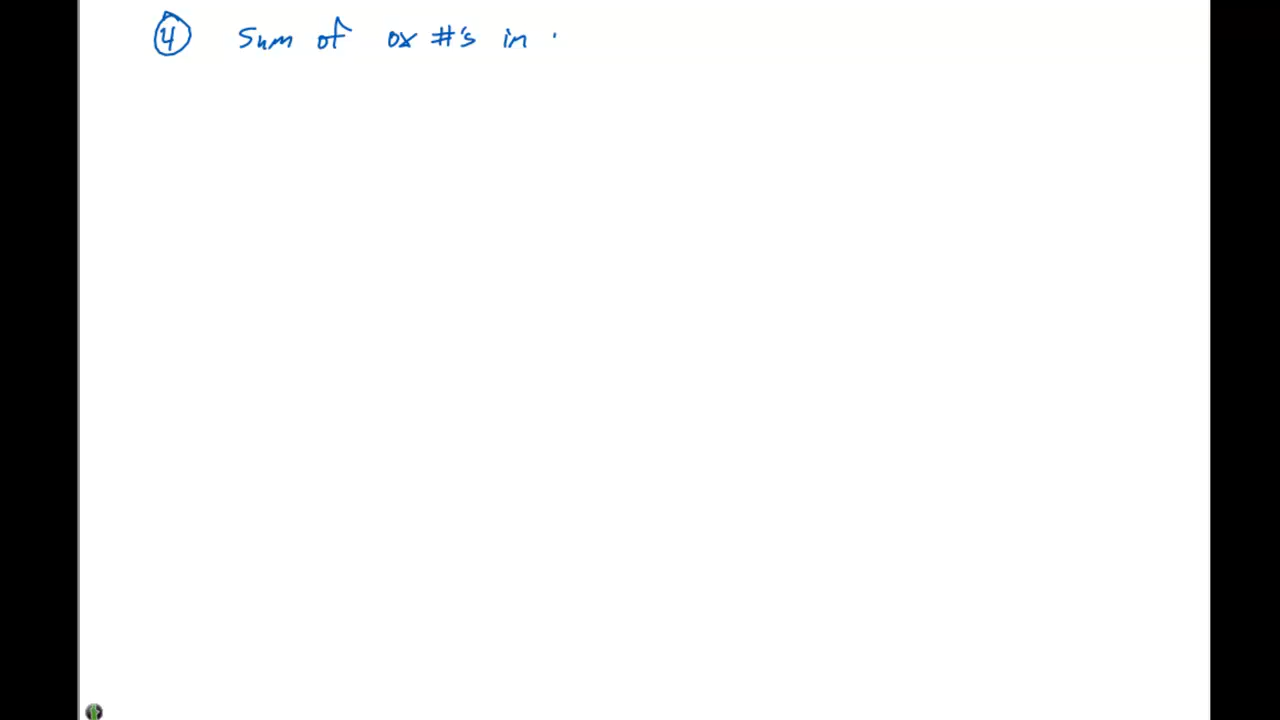 ④ Sum of ox #'s in